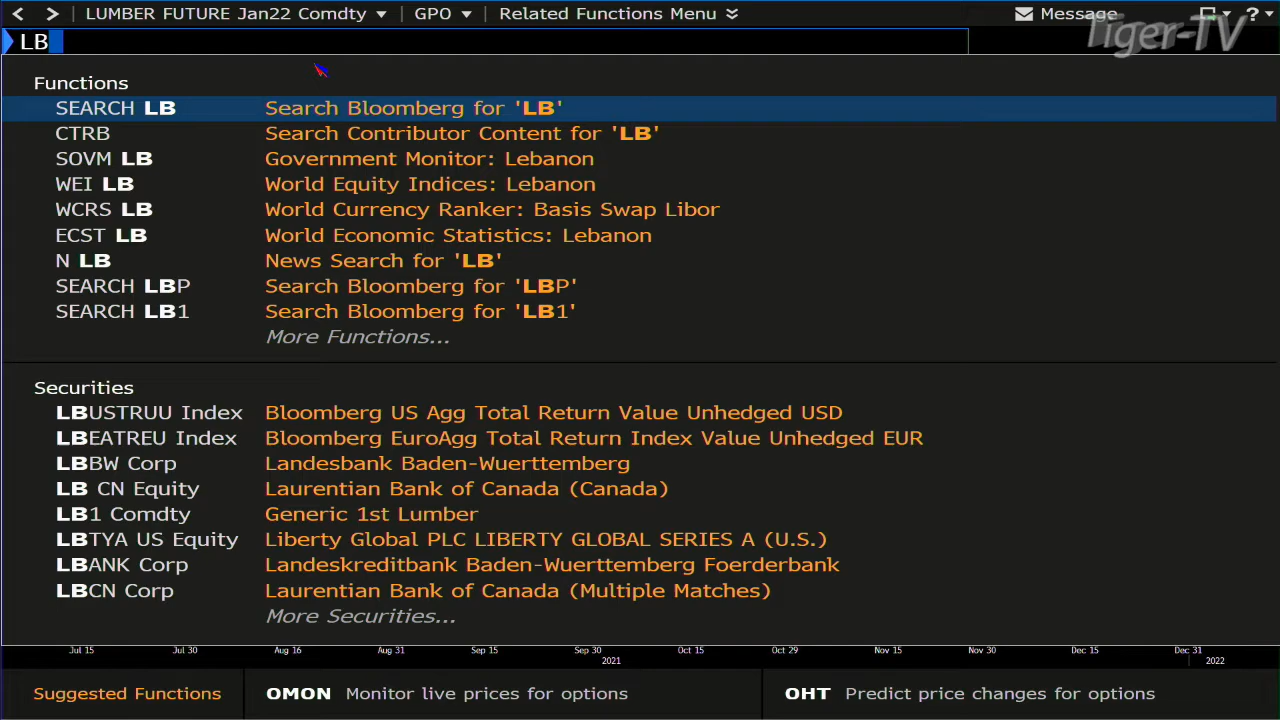 < > LUMBER FUTURE Jan22 Comdty GPO Related Functions Menu Message ?
Tiger-TV
LB
Functions
SEARCH LB Search Bloomberg for 'LB'
CTRB Search Contributor Content for 'LB'
SOVM LB Government Monitor: Lebanon
WEI LB World Equity Indices: Lebanon
WCRS LB World Currency Ranker: Basis Swap Libor
ECST LB World Economic Statistics: Lebanon
N LB News Search for 'LB'
SEARCH LBP Search Bloomberg for 'LBP'
SEARCH LB1 Search Bloomberg for 'LB1'
More Functions...
Securities
LBUSTRUU Index Bloomberg US Agg Total Return Value Unhedged USD
LBEATREU Index Bloomberg EuroAgg Total Return Index Value Unhedged EUR
LBBW Corp Landesbank Baden-Wuerttemberg
LB CN Equity Laurentian Bank of Canada (Canada)
LB1 Comdty Generic 1st Lumber
LBTYA US Equity Liberty Global PLC LIBERTY GLOBAL SERIES A (U.S.)
LBANK Corp Landeskreditbank Baden-Wuerttemberg Foerderbank
LBCN Corp Laurentian Bank of Canada (Multiple Matches)
More Securities...
Jul 15 Jul 30 Aug 16 Aug 31 Sep 15 Sep 30 Oct 15 Oct 29 Nov 15 Nov 30 Dec 15 Dec 31
2021 2022
Suggested Functions OMON Monitor live prices for options OHT Predict price changes for options